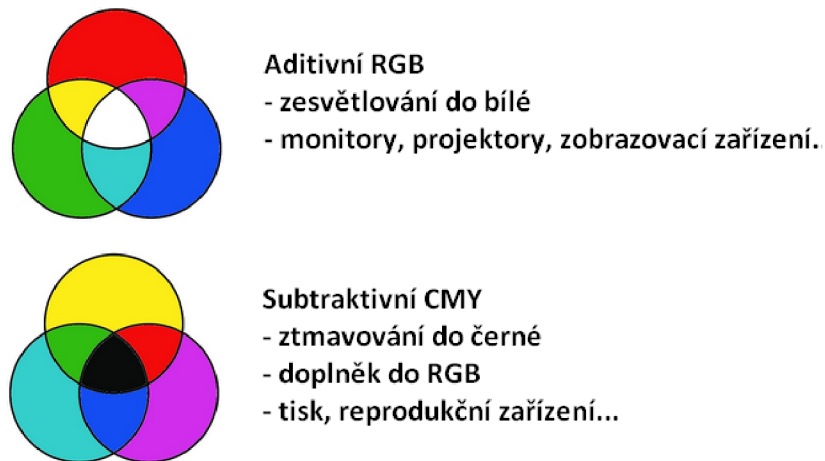 Aditivní RGB
- zesvětlování do bílé
- monitory, projektory, zobrazovací zařízení..
Subtraktivní CMY
- ztmavování do černé
- doplněk do RGB
- tisk, reprodukční zařízení...